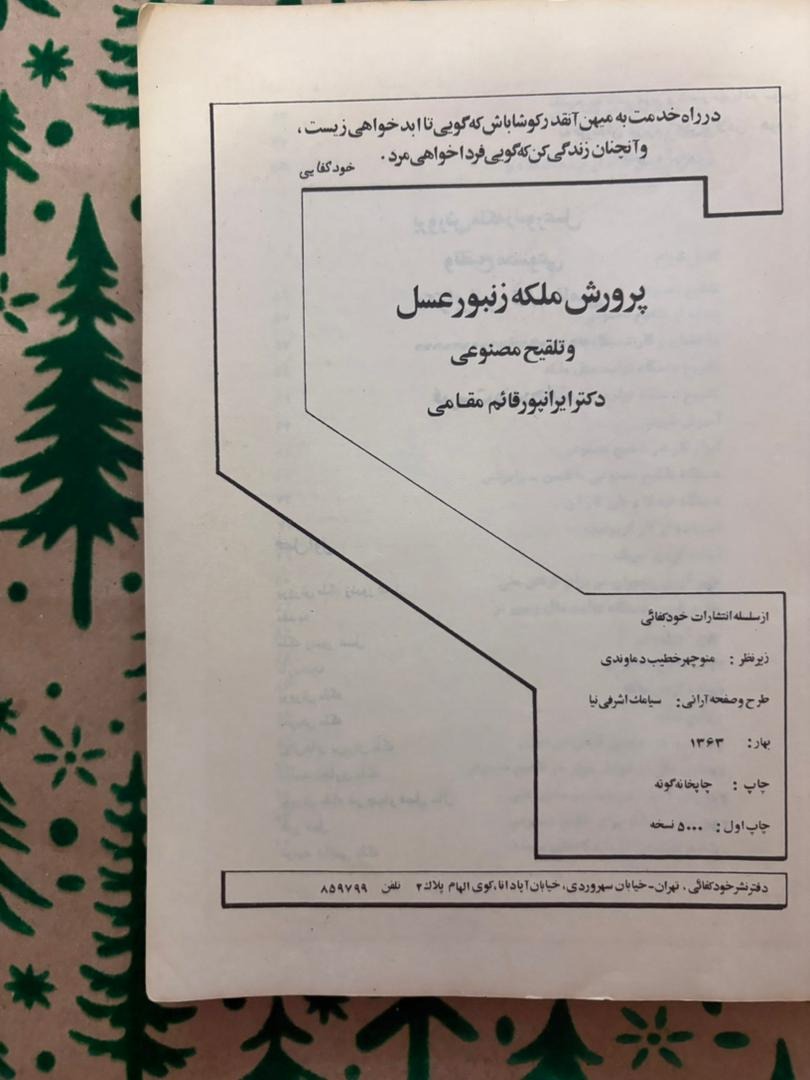 در راه خدمت به میهن آنقدر کوشا باش که گویی تا ابد خواهی زیست،
و آنچنان زندگی کن که گویی فردا خواهی مرد.
خودکفایی
پرورش ملکه زنبور عسل
و تلقیح مصنوعی
دکتر ایرانپور قائم مقامی
از سلسله انتشارات خودکفائی
زیر نظر: منوچهر خطیب دماوندی
طرح و صفحه آرائی: سیامک اشرفی نیا
بهار: ۱۳۶۳
چاپ: چاپخانه گوته
چاپ اول: ۵۰۰۰ نسخه
دفتر نشر خودکفائی، تهران - خیابان سهروردی، خیابان آپادانا، کوی الهام پلاک ۲ تلفن ۸۵۹۷۹۹